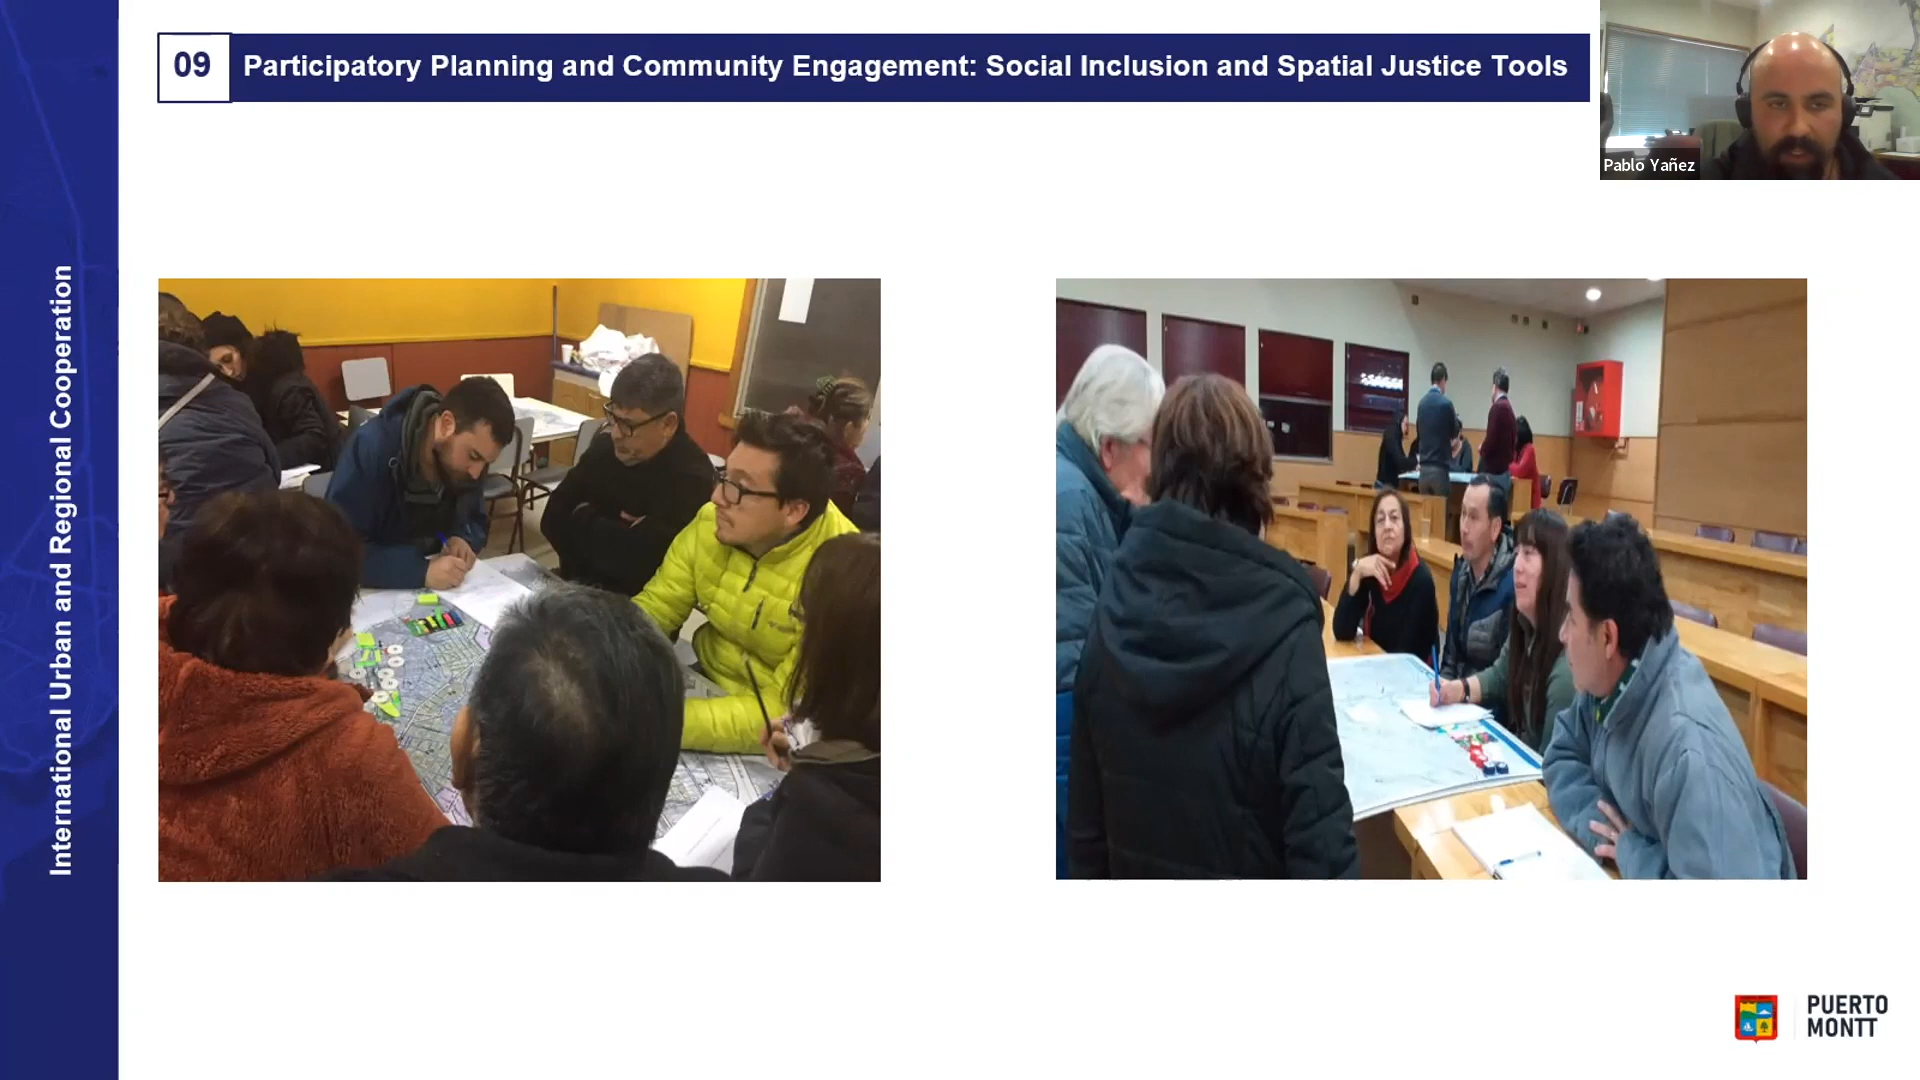 09
Participatory Planning and Community Engagement: Social Inclusion and Spatial Justice Tools
Pablo Yañez
International Urban and Regional Cooperation
PUERTO
MONTT